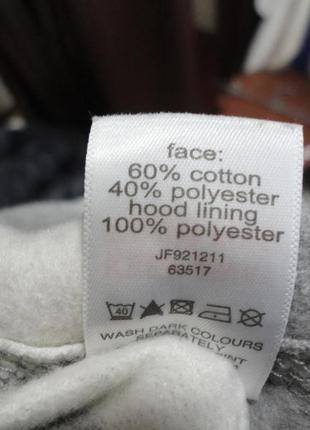 face:
60% cotton
40% polyester
hood lining
100% polyester
JF921211
63517
40
WASH DARK COLOURS
SEPARATELY